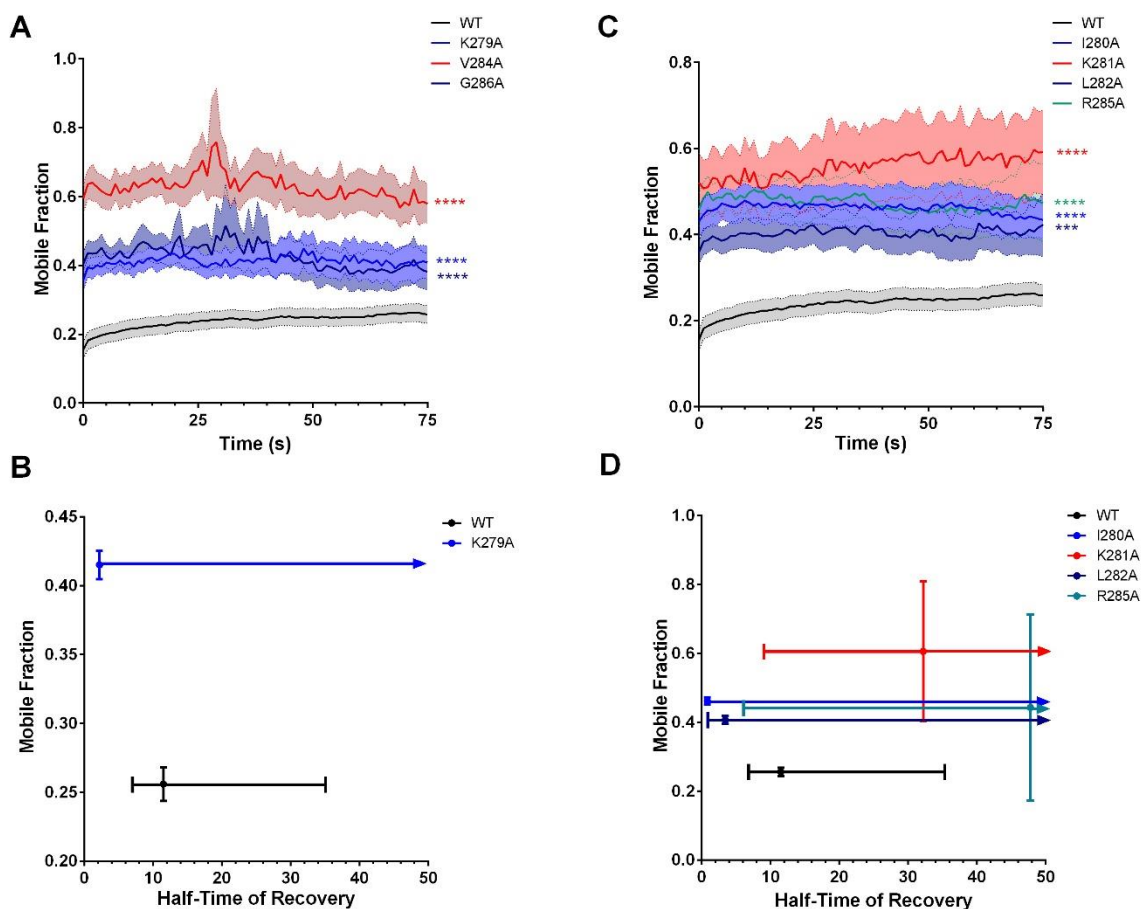 A
WT
K279A
V284A
G286A
Mobile Fraction
1.0
0.8
0.6
0.4
0.2
0.0
****
****
****
0
25
50
75
Time (s)
C
WT
I280A
K281A
L282A
R285A
Mobile Fraction
0.8
0.6
0.4
0.2
0.0
****
****
****
***
0
25
50
75
Time (s)
B
WT
K279A
Mobile Fraction
0.45
0.40
0.35
0.30
0.25
0.20
0
10
20
30
40
50
Half-Time of Recovery
D
WT
I280A
K281A
L282A
R285A
Mobile Fraction
1.0
0.8
0.6
0.4
0.2
0.0
0
10
20
30
40
50
Half-Time of Recovery